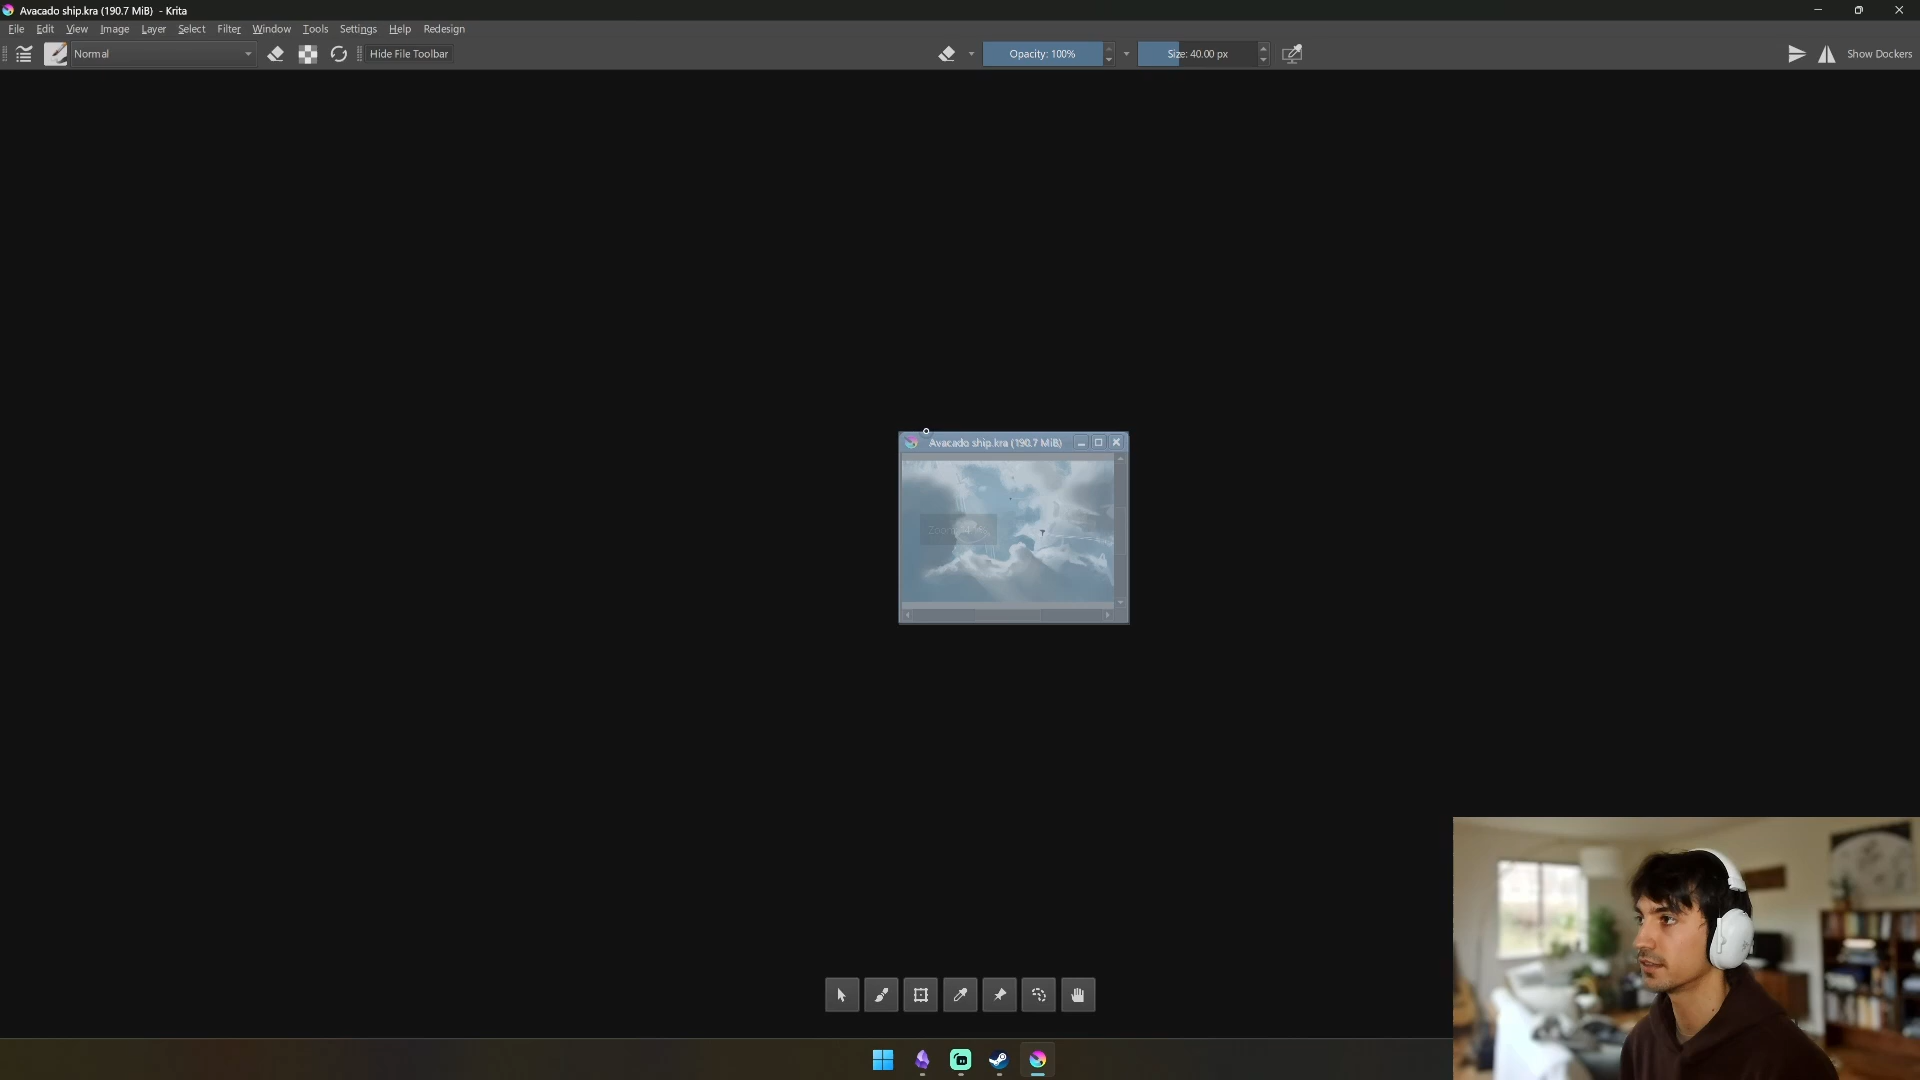 Avacado ship.kra (190.7 MiB) - Krita
File Edit View Image Layer Select Filter Window Tools Settings Help Redesign
Normal Hide File Toolbar Opacity: 100% Size: 40.00 px Show Dockers
Avacado ship.kra (190.7 MiB)